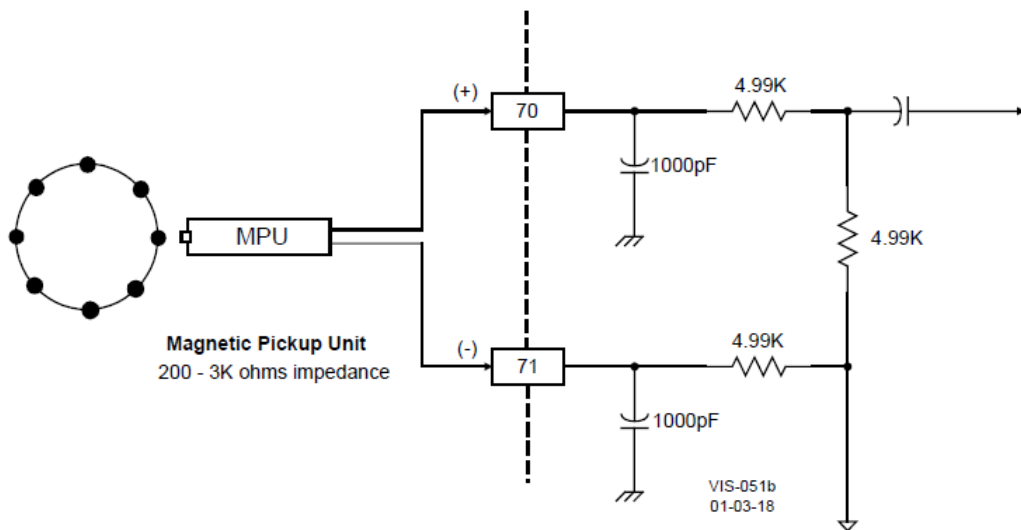 (+)
70
4.99K
1000pF
MPU
4.99K
Magnetic Pickup Unit
200 - 3K ohms impedance
(-)
71
4.99K
1000pF
VIS-051b
01-03-18